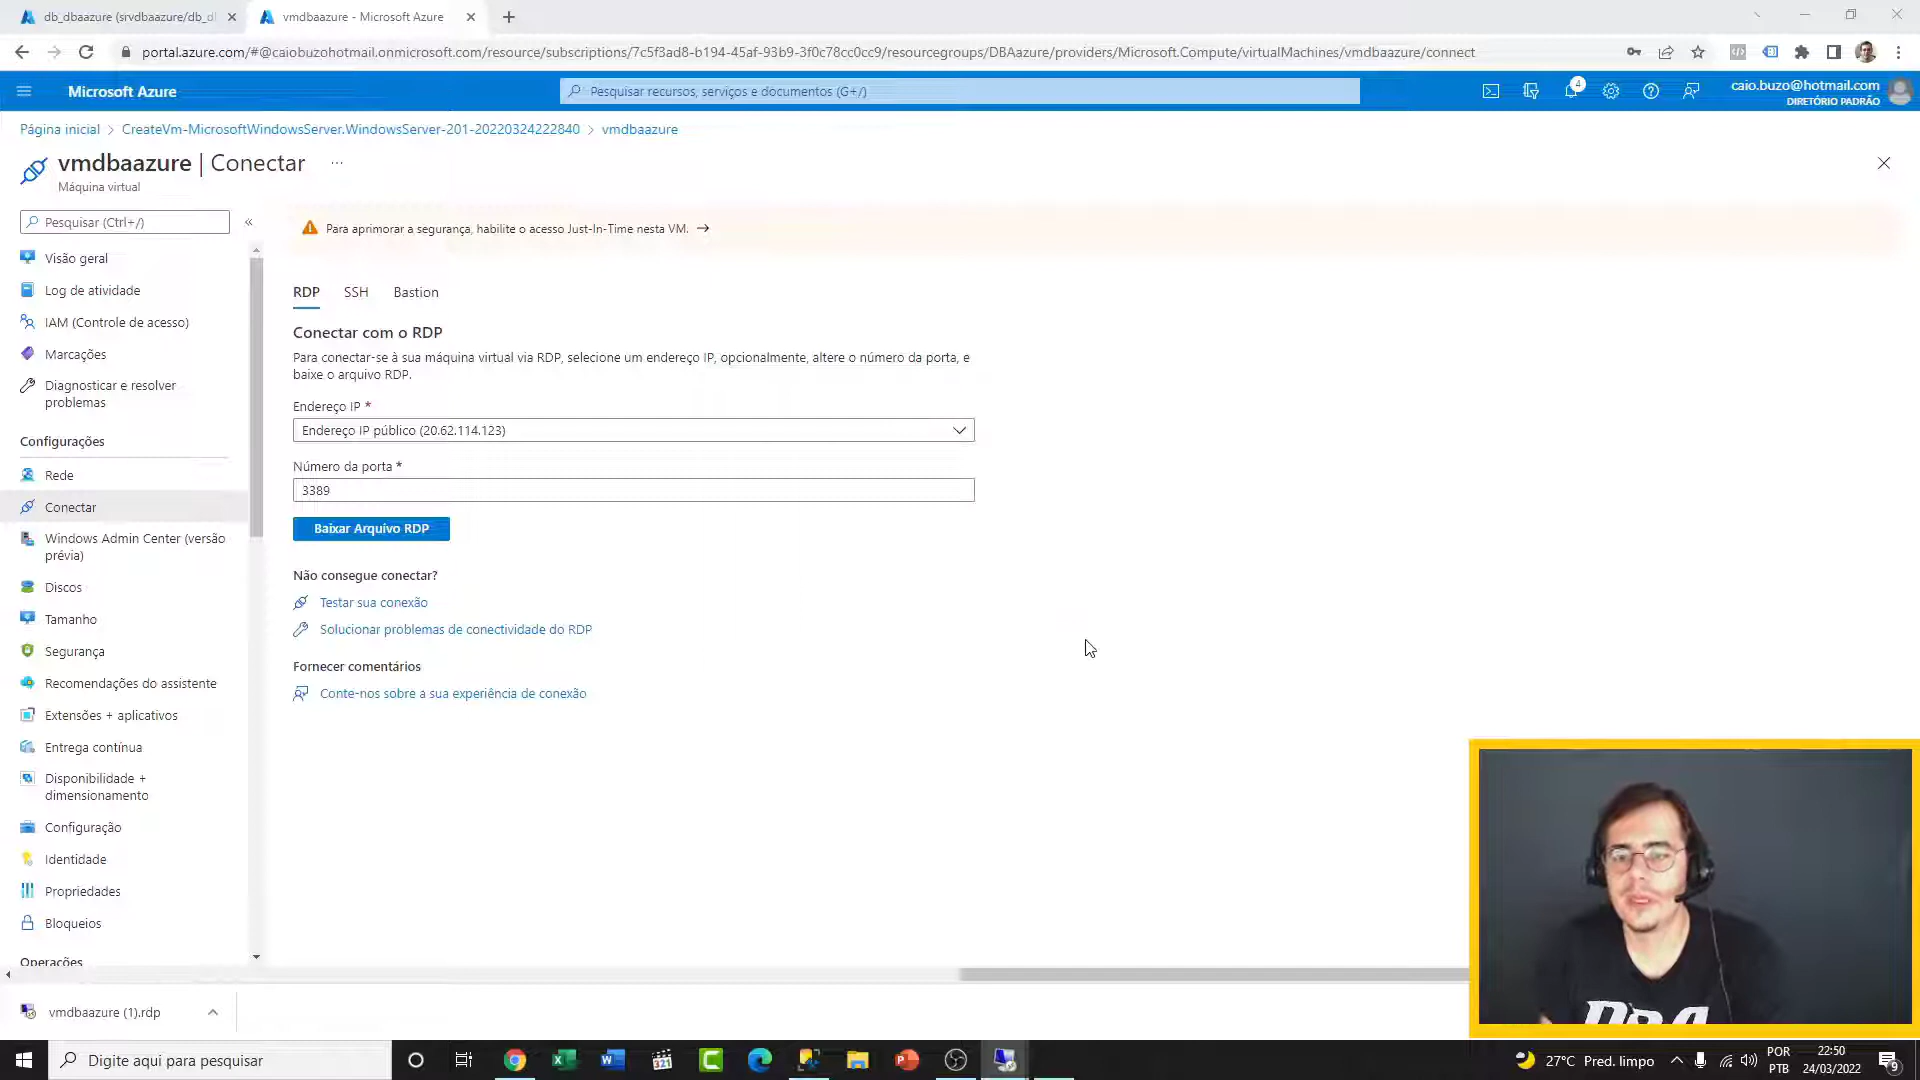 db_dbaazure (srvdbaazure/db_d
vmdbaazure - Microsoft Azure
portal.azure.com/#@caiobuzohotmail.onmicrosoft.com/resource/subscriptions/7c5f3ad8-b194-45af-93b9-3f0c78cc0cc9/resourcegroups/DBAazure/providers/Microsoft.Compute/virtualMachines/vmdbaazure/connect
Microsoft Azure
Pesquisar recursos, serviços e documentos (G+/)
4
caio.buzo@hotmail.com
DIRETÓRIO PADRÃO
Página inicial > CreateVm-MicrosoftWindowsServer.WindowsServer-201-20220324222840 > vmdbaazure
vmdbaazure | Conectar ...
Máquina virtual
Pesquisar (Ctrl+/)
«
Para aprimorar a segurança, habilite o acesso Just-In-Time nesta VM. →
Visão geral
Log de atividade
IAM (Controle de acesso)
Marcações
Diagnosticar e resolver
problemas
Configurações
Rede
Conectar
Windows Admin Center (versão
prévia)
Discos
Tamanho
Segurança
Recomendações do assistente
Extensões + aplicativos
Entrega contínua
Disponibilidade +
dimensionamento
Configuração
Identidade
Propriedades
Bloqueios
Operações
RDP SSH Bastion
Conectar com o RDP
Para conectar-se à sua máquina virtual via RDP, selecione um endereço IP, opcionalmente, altere o número da porta, e
baixe o arquivo RDP.
Endereço IP *
Endereço IP público (20.62.114.123)
Número da porta *
3389
Baixar Arquivo RDP
Não consegue conectar?
Testar sua conexão
Solucionar problemas de conectividade do RDP
Fornecer comentários
Conte-nos sobre a sua experiência de conexão
DBA
vmdbaazure (1).rdp
Digite aqui para pesquisar
321
27°C Pred. limpo
POR
PTB
22:50
24/03/2022
9